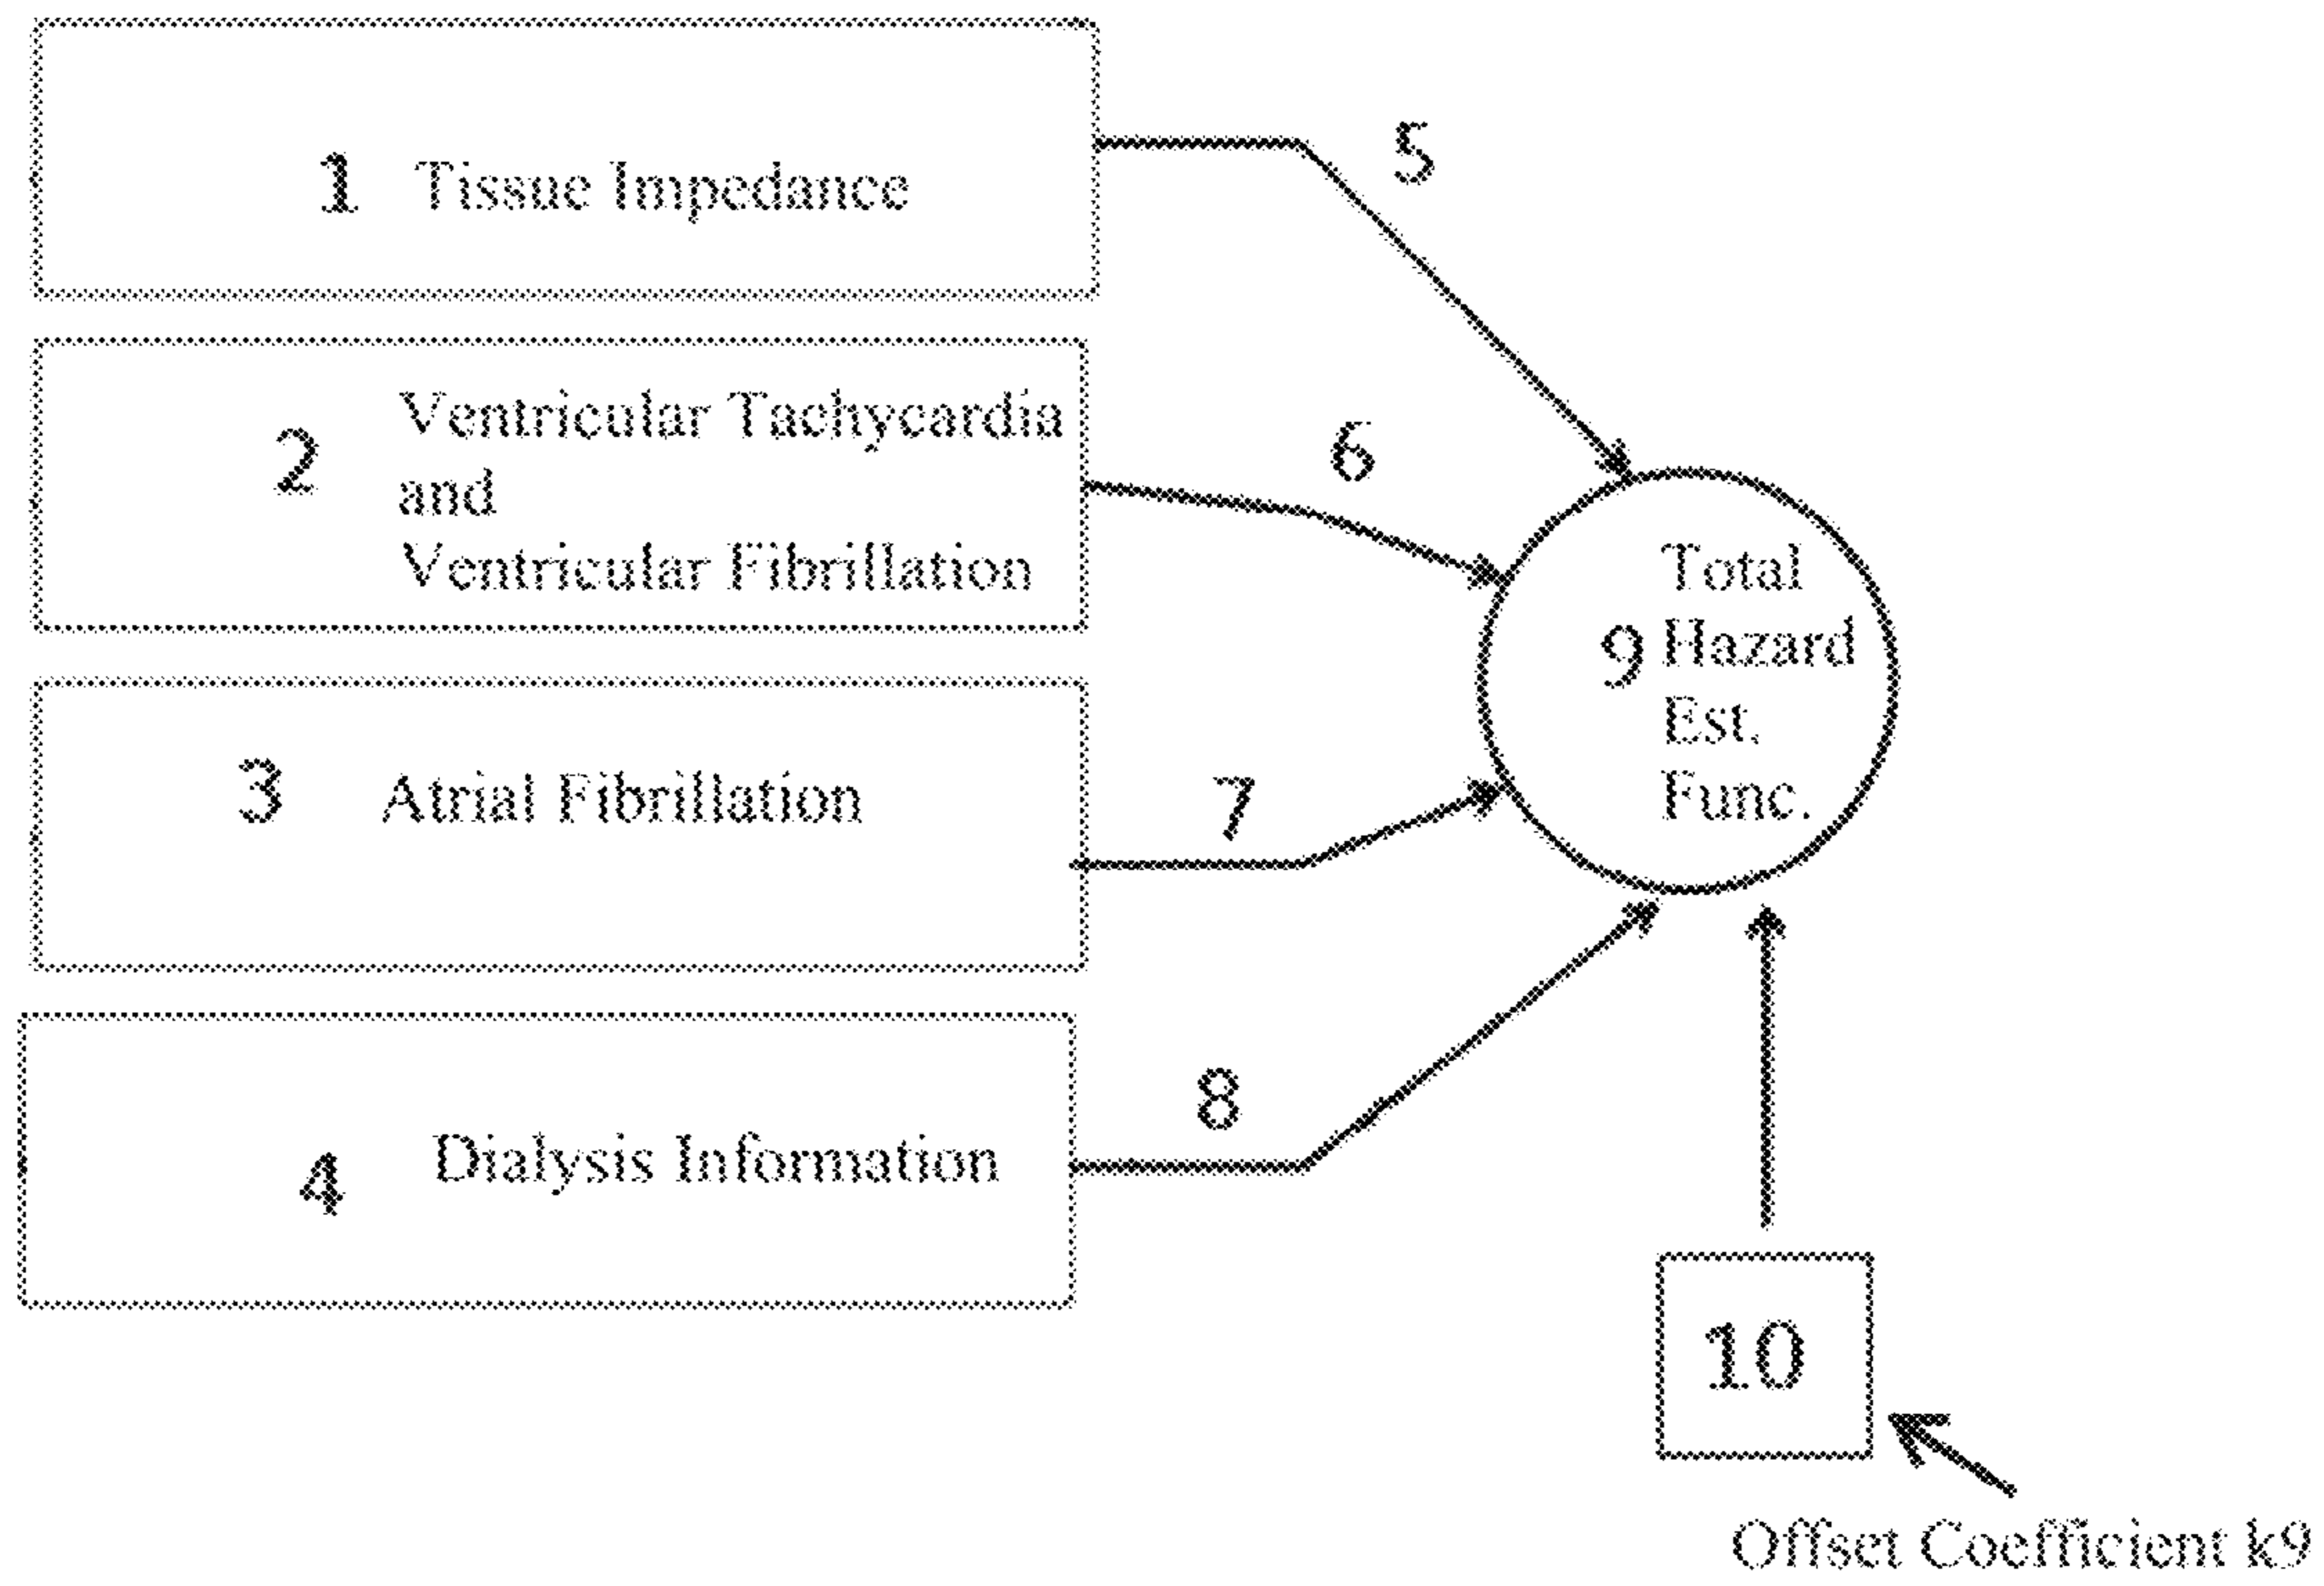 1 Tissue Impedance
5
2 Ventricular Tachycardia
and
Ventricular Fibrillation
6
3 Atrial Fibrillation
7
4 Dialysis Information
8
Total
9 Hazard
Est.
Func.
10
Offset Coefficient k9